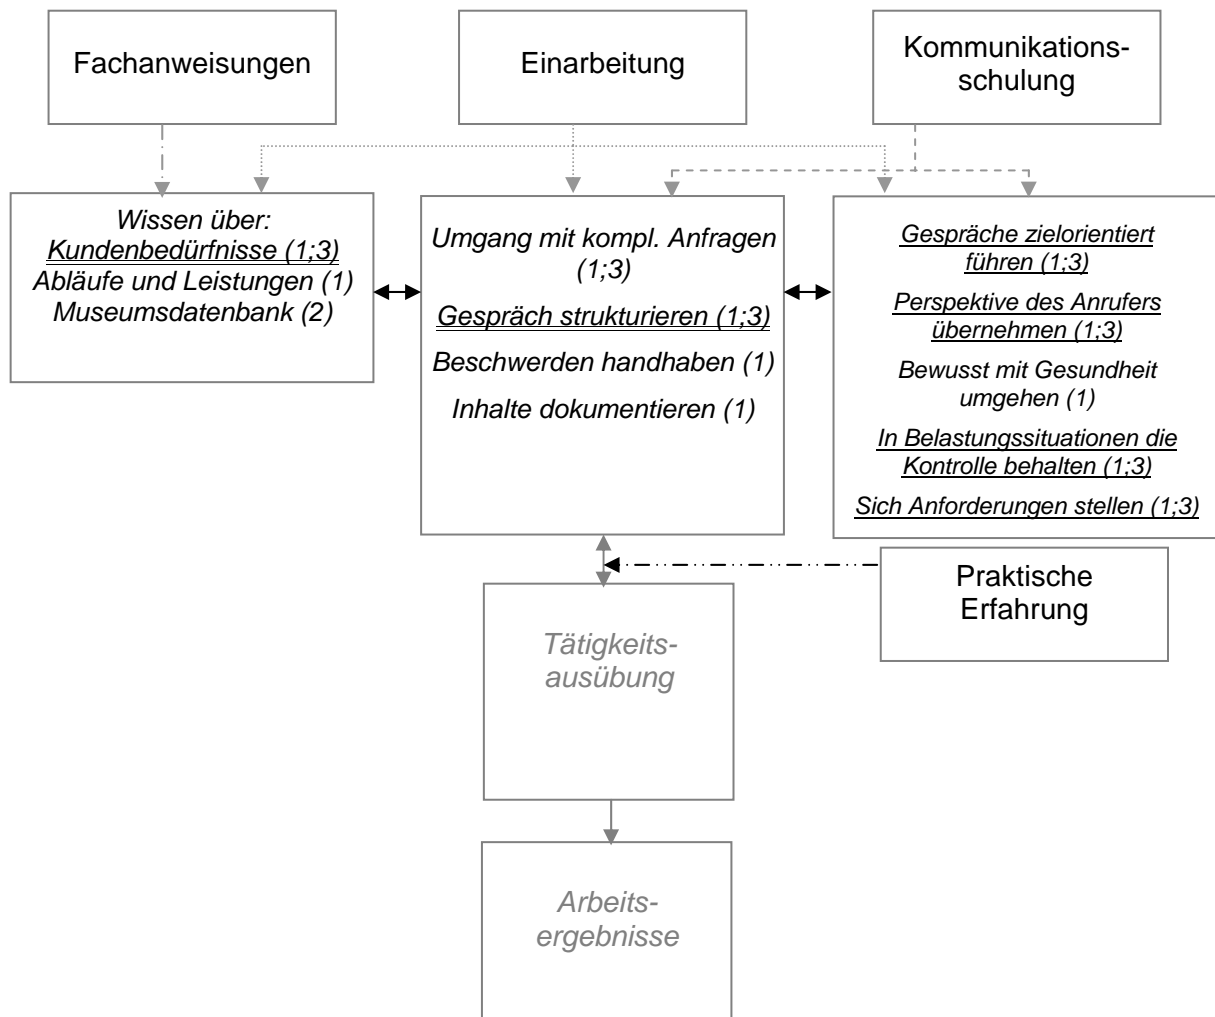 Fachanweisungen
Einarbeitung
Kommunikations-
schulung
Wissen über:
Kundenbedürfnisse (1;3)
Abläufe und Leistungen (1)
Museumsdatenbank (2)
Umgang mit kompl. Anfragen
(1;3)
Gespräch strukturieren (1;3)
Beschwerden handhaben (1)
Inhalte dokumentieren (1)
Gespräche zielorientiert
führen (1;3)
Perspektive des Anrufers
übernehmen (1;3)
Bewusst mit Gesundheit
umgehen (1)
In Belastungssituationen die
Kontrolle behalten (1;3)
Sich Anforderungen stellen (1;3)
Praktische
Erfahrung
Tätigkeits-
ausübung
Arbeits-
ergebnisse